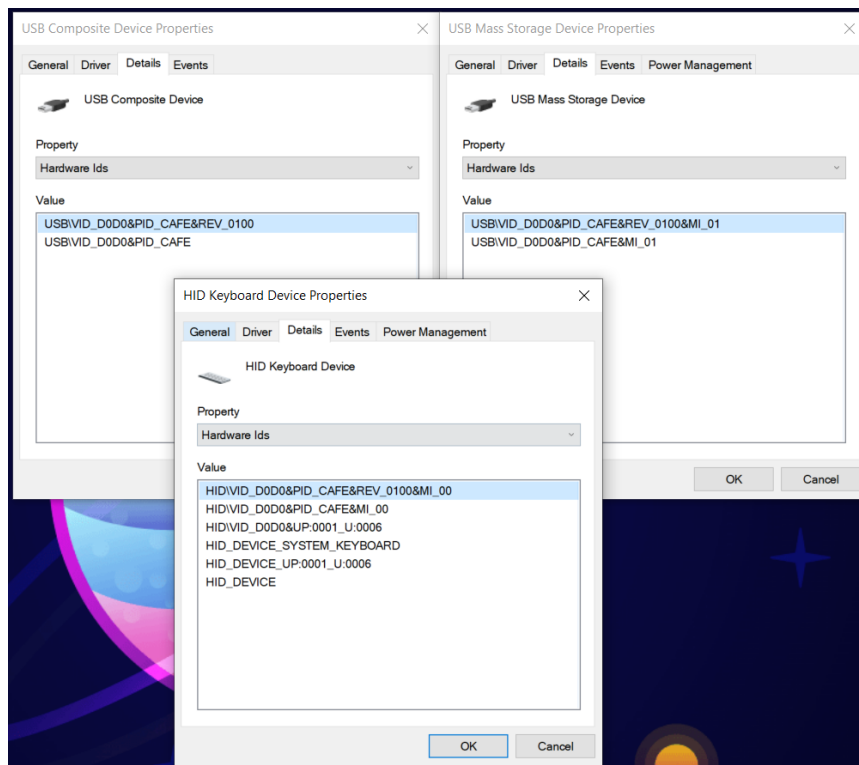 USB Composite Device Properties
General Driver Details Events
USB Composite Device
Property
Hardware Ids
Value
USB\VID_D0D0&PID_CAFE&REV_0100
USB\VID_D0D0&PID_CAFE
USB Mass Storage Device Properties
General Driver Details Events Power Management
USB Mass Storage Device
Property
Hardware Ids
Value
USB\VID_D0D0&PID_CAFE&REV_0100&MI_01
USB\VID_D0D0&PID_CAFE&MI_01
OK Cancel
HID Keyboard Device Properties
General Driver Details Events Power Management
HID Keyboard Device
Property
Hardware Ids
Value
HID\VID_D0D0&PID_CAFE&REV_0100&MI_00
HID\VID_D0D0&PID_CAFE&MI_00
HID\VID_D0D0&UP:0001_U:0006
HID_DEVICE_SYSTEM_KEYBOARD
HID_DEVICE_UP:0001_U:0006
HID_DEVICE
OK Cancel